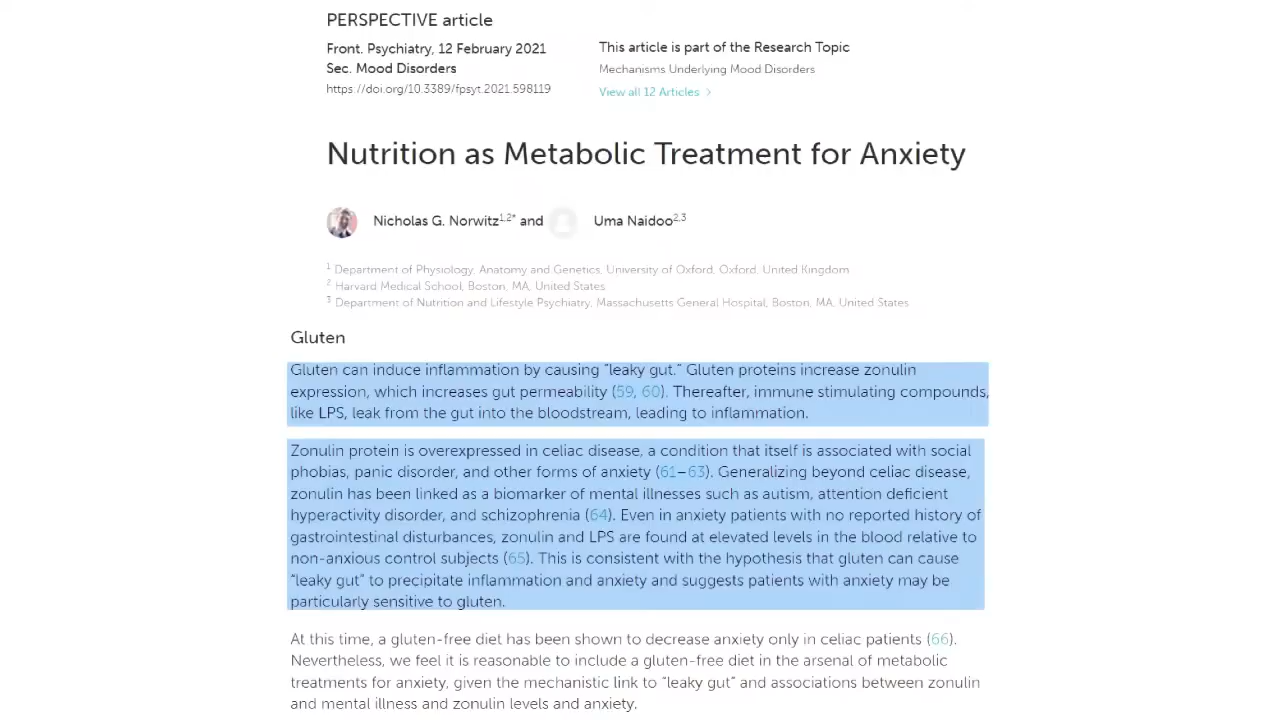 PERSPECTIVE article
Front. Psychiatry, 12 February 2021
Sec. Mood Disorders
https://doi.org/10.3389/fpsyt.2021.598119
This article is part of the Research Topic
Mechanisms Underlying Mood Disorders
View all 12 Articles >
Nutrition as Metabolic Treatment for Anxiety
Nicholas G. Norwitz1,2* and Uma Naidoo2,3
1 Department of Physiology, Anatomy and Genetics, University of Oxford, Oxford, United Kingdom
2 Harvard Medical School, Boston, MA, United States
3 Department of Nutrition and Lifestyle Psychiatry, Massachusetts General Hospital, Boston, MA, United States
Gluten
Gluten can induce inflammation by causing “leaky gut.” Gluten proteins increase zonulin
expression, which increases gut permeability (59, 60). Thereafter, immune stimulating compounds,
like LPS, leak from the gut into the bloodstream, leading to inflammation.
Zonulin protein is overexpressed in celiac disease, a condition that itself is associated with social
phobias, panic disorder, and other forms of anxiety (61–63). Generalizing beyond celiac disease,
zonulin has been linked as a biomarker of mental illnesses such as autism, attention deficient
hyperactivity disorder, and schizophrenia (64). Even in anxiety patients with no reported history of
gastrointestinal disturbances, zonulin and LPS are found at elevated levels in the blood relative to
non-anxious control subjects (65). This is consistent with the hypothesis that gluten can cause
“leaky gut” to precipitate inflammation and anxiety and suggests patients with anxiety may be
particularly sensitive to gluten.
At this time, a gluten-free diet has been shown to decrease anxiety only in celiac patients (66).
Nevertheless, we feel it is reasonable to include a gluten-free diet in the arsenal of metabolic
treatments for anxiety, given the mechanistic link to “leaky gut” and associations between zonulin
and mental illness and zonulin levels and anxiety.